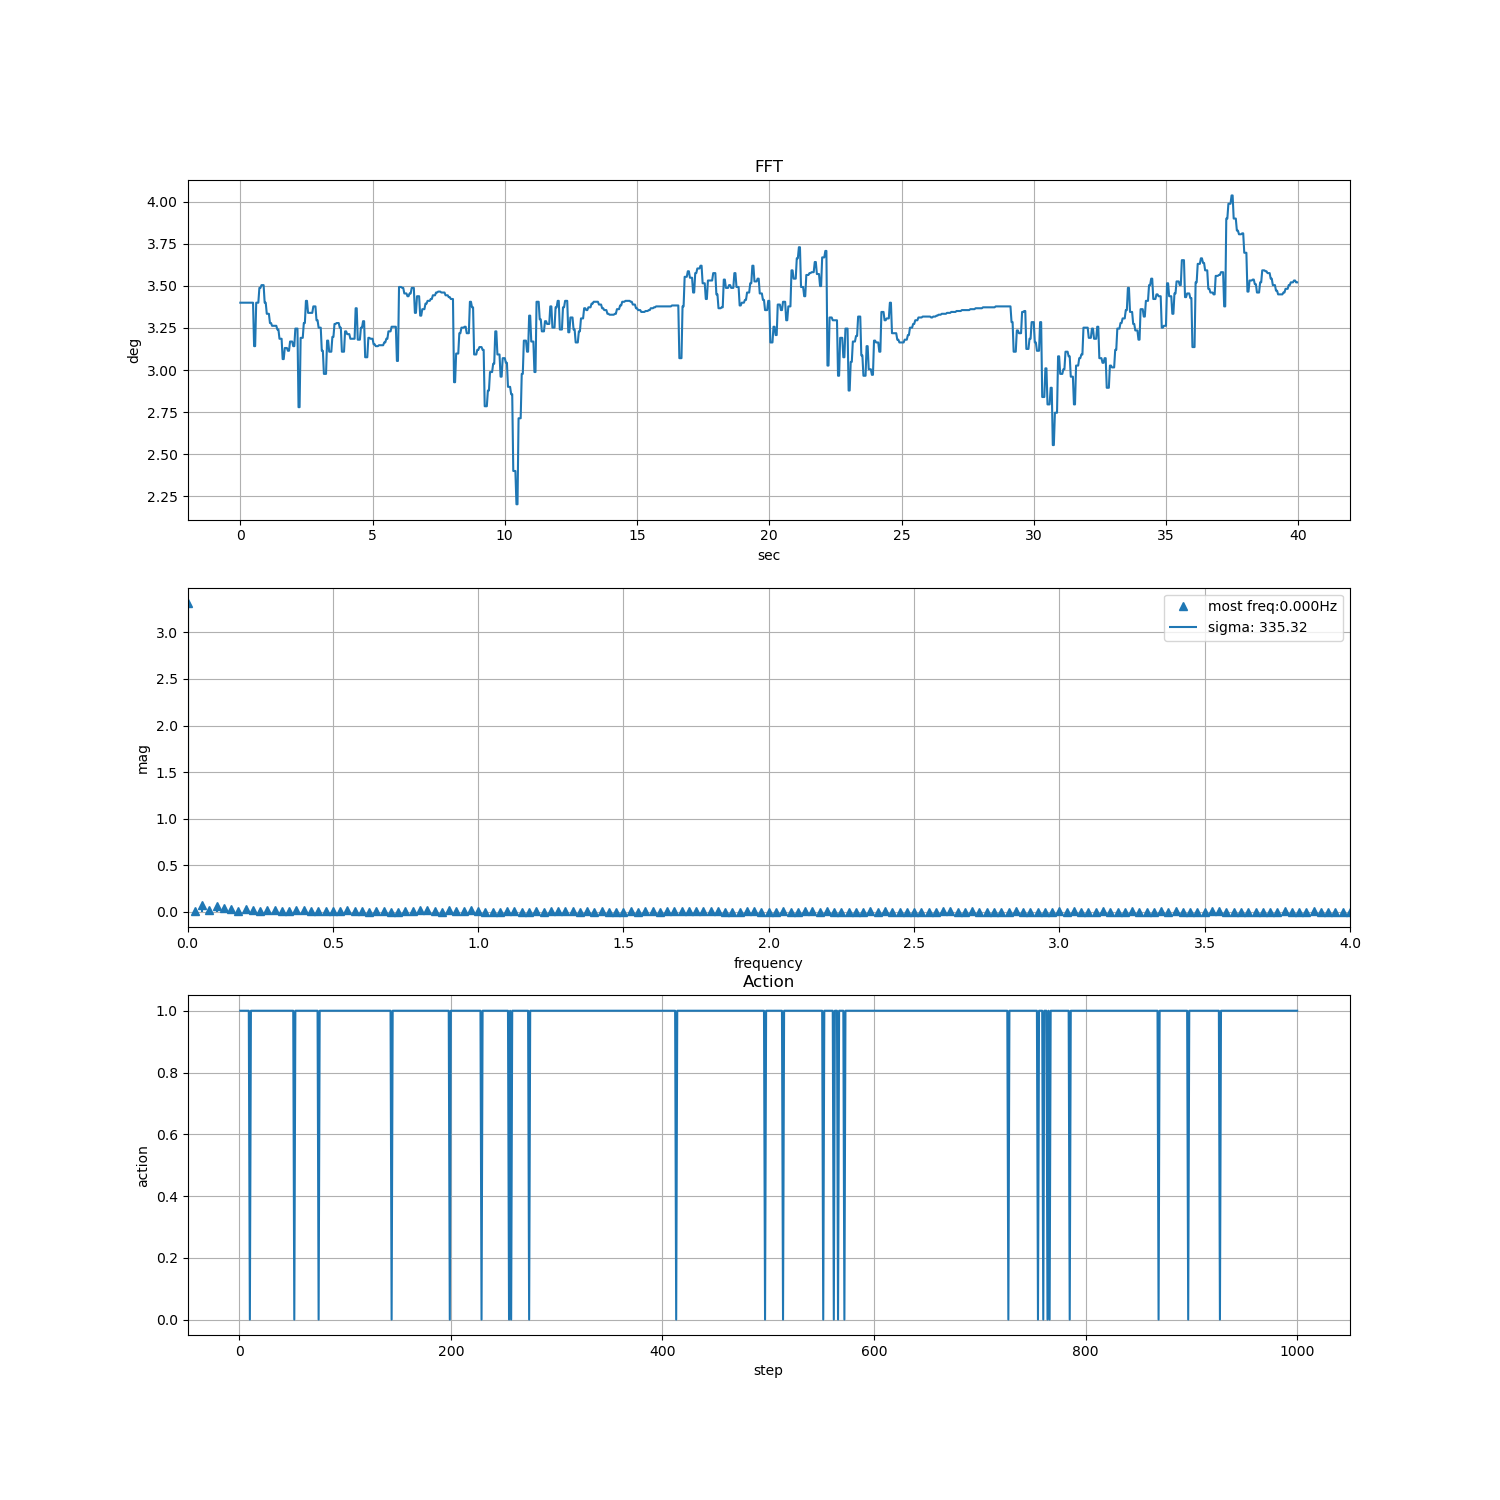 FFT
4.00
3.75
3.50
3.25
3.00
2.75
2.50
2.25
deg
0 5 10 15 20 25 30 35 40
sec
most freq:0.000Hz
sigma: 335.32
3.0
2.5
2.0
1.5
1.0
0.5
0.0
mag
0.0 0.5 1.0 1.5 2.0 2.5 3.0 3.5 4.0
frequency
Action
1.0
0.8
0.6
0.4
0.2
0.0
action
0 200 400 600 800 1000
step